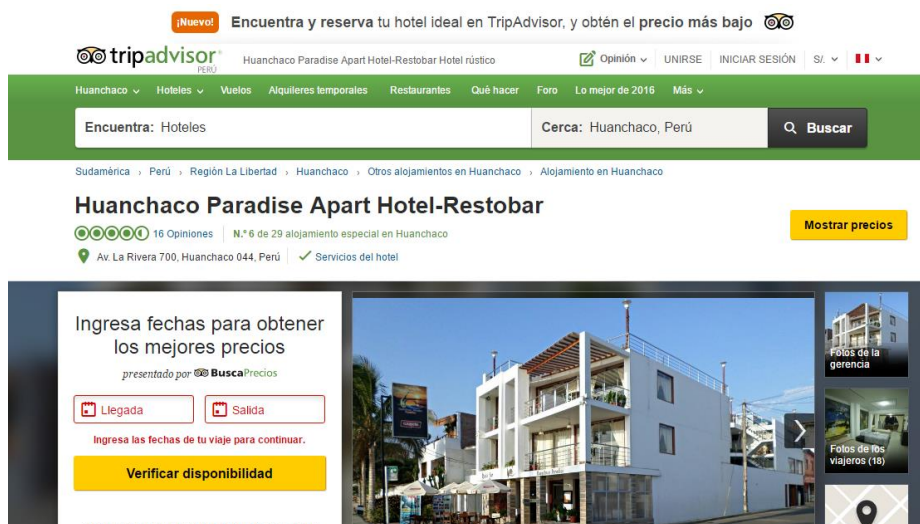 ¡Nuevo! Encuentra y reserva tu hotel ideal en TripAdvisor, y obtén el precio más bajo
tripadvisor PERÚ
Huanchaco Paradise Apart Hotel-Restobar Hotel rústico
Opinión UNIRSE INICIAR SESIÓN S/.
Huanchaco Hoteles Vuelos Alquileres temporales Restaurantes Qué hacer Foro Lo mejor de 2016 Más
Encuentra: Hoteles Cerca: Huanchaco, Perú Buscar
Sudamérica › Perú › Región La Libertad › Huanchaco › Otros alojamientos en Huanchaco › Alojamiento en Huanchaco
Huanchaco Paradise Apart Hotel-Restobar
16 Opiniones N.º 6 de 29 alojamiento especial en Huanchaco
Mostrar precios
Av. La Rivera 700, Huanchaco 044, Perú Servicios del hotel
Ingresa fechas para obtener
los mejores precios
presentado por BuscaPrecios
Llegada Salida
Ingresa las fechas de tu viaje para continuar.
Verificar disponibilidad
Fotos de la
gerencia
Fotos de los
viajeros (18)